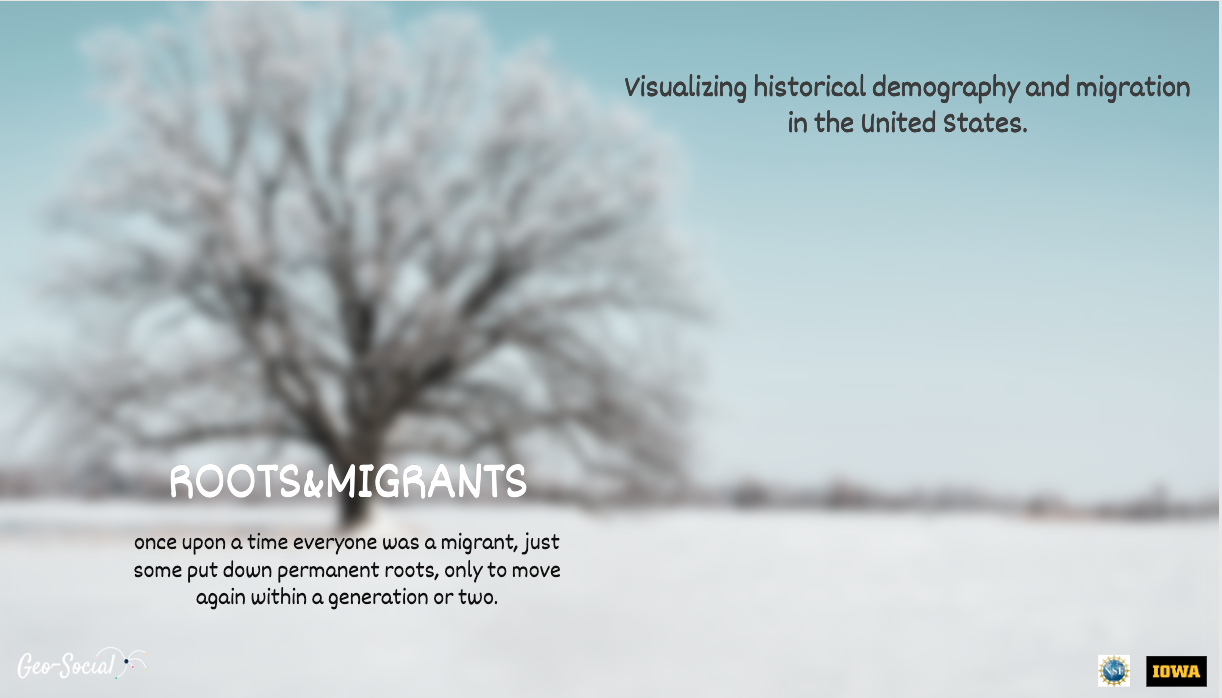 Visualizing historical demography and migration
in the United States.
ROOTS&MIGRANTS
once upon a time everyone was a migrant, just
some put down permanent roots, only to move
again within a generation or two.
Geo-Social
NSF
IOWA